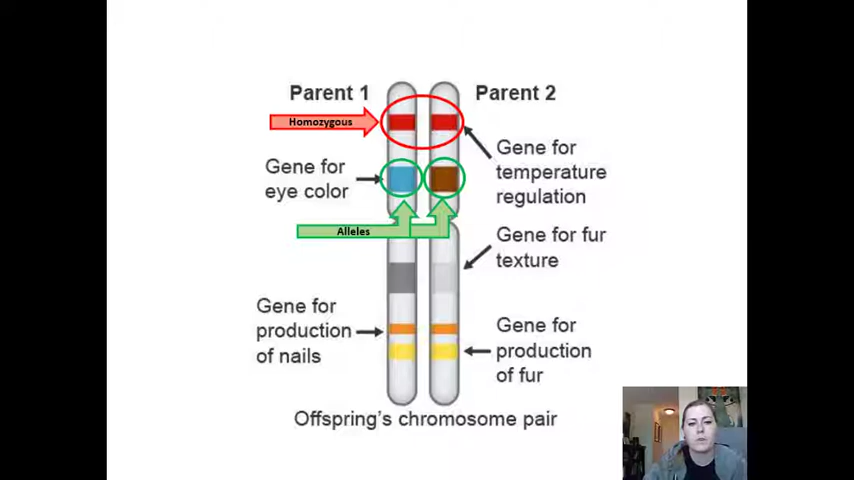 Parent 1
Parent 2
Homozygous
Gene for
temperature
regulation
Gene for
eye color
Alleles
Gene for fur
texture
Gene for
production
of nails
Gene for
production
of fur
Offspring's chromosome pair